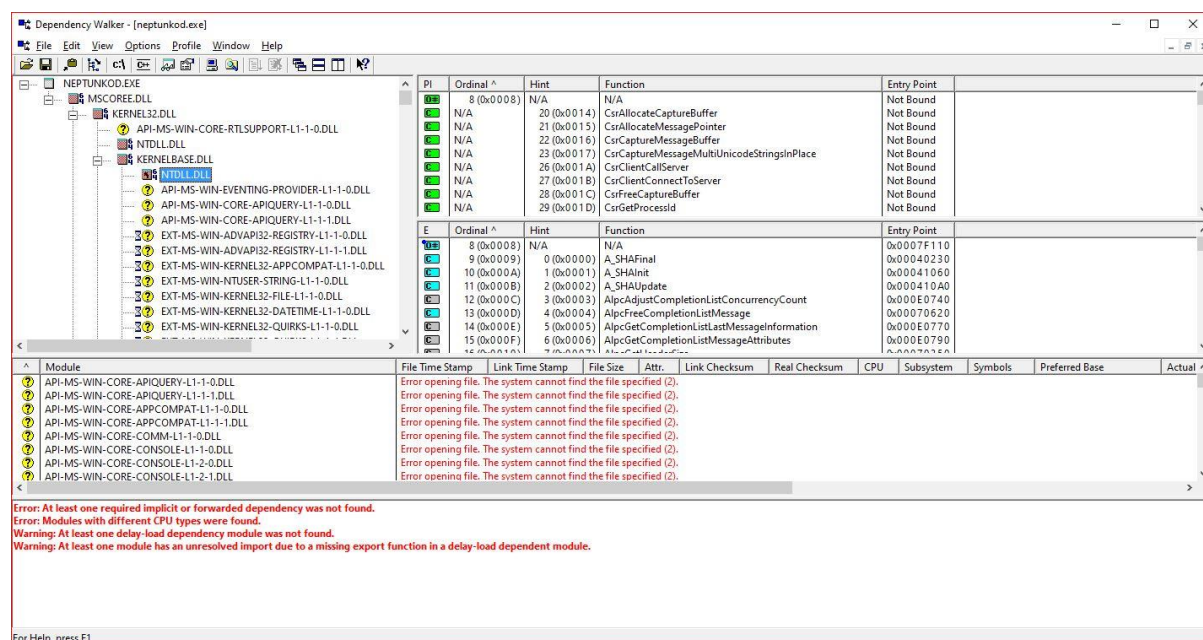 Dependency Walker - [neptunkod.exe]
File Edit View Options Profile Window Help
c:\
NEPTUNKOD.EXE
MSCOREE.DLL
KERNEL32.DLL
API-MS-WIN-CORE-RTLSUPPORT-L1-1-0.DLL
NTDLL.DLL
KERNELBASE.DLL
NTDLL.DLL
API-MS-WIN-EVENTING-PROVIDER-L1-1-0.DLL
API-MS-WIN-CORE-APIQUERY-L1-1-0.DLL
API-MS-WIN-CORE-APIQUERY-L1-1-1.DLL
EXT-MS-WIN-ADVAPI32-REGISTRY-L1-1-0.DLL
EXT-MS-WIN-ADVAPI32-REGISTRY-L1-1-1.DLL
EXT-MS-WIN-KERNEL32-APPCOMPAT-L1-1-0.DLL
EXT-MS-WIN-NTUSER-STRING-L1-1-0.DLL
EXT-MS-WIN-KERNEL32-FILE-L1-1-0.DLL
EXT-MS-WIN-KERNEL32-DATETIME-L1-1-0.DLL
EXT-MS-WIN-KERNEL32-QUIRKS-L1-1-0.DLL
PI Ordinal ^ Hint Function Entry Point
8 (0x0008) N/A N/A Not Bound
N/A 20 (0x0014) CsrAllocateCaptureBuffer Not Bound
N/A 21 (0x0015) CsrAllocateMessagePointer Not Bound
N/A 22 (0x0016) CsrCaptureMessageBuffer Not Bound
N/A 23 (0x0017) CsrCaptureMessageMultiUnicodeStringsInPlace Not Bound
N/A 26 (0x001A) CsrClientCallServer Not Bound
N/A 27 (0x001B) CsrClientConnectToServer Not Bound
N/A 28 (0x001C) CsrFreeCaptureBuffer Not Bound
N/A 29 (0x001D) CsrGetProcessId Not Bound
E Ordinal ^ Hint Function Entry Point
8 (0x0008) N/A N/A 0x0007F110
9 (0x0009) 0 (0x0000) A_SHAFinal 0x00040230
10 (0x000A) 1 (0x0001) A_SHAInit 0x00041060
11 (0x000B) 2 (0x0002) A_SHAUpdate 0x000410A0
12 (0x000C) 3 (0x0003) AlpcAdjustCompletionListConcurrencyCount 0x000E0740
13 (0x000D) 4 (0x0004) AlpcFreeCompletionListMessage 0x00070620
14 (0x000E) 5 (0x0005) AlpcGetCompletionListLastMessageInformation 0x000E0770
15 (0x000F) 6 (0x0006) AlpcGetCompletionListMessageAttributes 0x000E0790
^ Module File Time Stamp Link Time Stamp File Size Attr. Link Checksum Real Checksum CPU Subsystem Symbols Preferred Base Actual
API-MS-WIN-CORE-APIQUERY-L1-1-0.DLL Error opening file. The system cannot find the file specified (2).
API-MS-WIN-CORE-APIQUERY-L1-1-1.DLL Error opening file. The system cannot find the file specified (2).
API-MS-WIN-CORE-APPCOMPAT-L1-1-0.DLL Error opening file. The system cannot find the file specified (2).
API-MS-WIN-CORE-APPCOMPAT-L1-1-1.DLL Error opening file. The system cannot find the file specified (2).
API-MS-WIN-CORE-COMM-L1-1-0.DLL Error opening file. The system cannot find the file specified (2).
API-MS-WIN-CORE-CONSOLE-L1-1-0.DLL Error opening file. The system cannot find the file specified (2).
API-MS-WIN-CORE-CONSOLE-L1-2-0.DLL Error opening file. The system cannot find the file specified (2).
API-MS-WIN-CORE-CONSOLE-L1-2-1.DLL Error opening file. The system cannot find the file specified (2).
Error: At least one required implicit or forwarded dependency was not found.
Error: Modules with different CPU types were found.
Warning: At least one delay-load dependency module was not found.
Warning: At least one module has an unresolved import due to a missing export function in a delay-load dependent module.
For Help, press F1